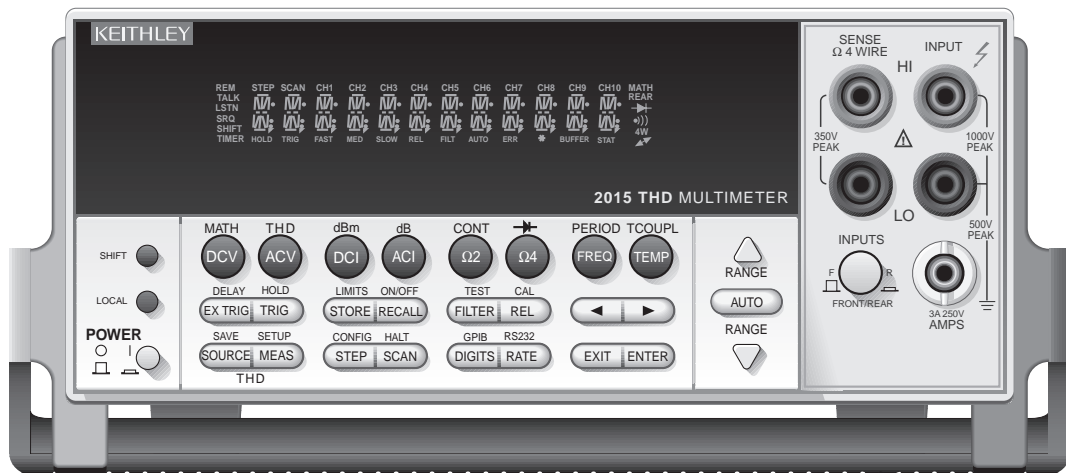 KEITHLEY
REM STEP SCAN CH1 CH2 CH3 CH4 CH5 CH6 CH7 CH8 CH9 CH10 MATH
TALK REAR
LSTN
SRQ
SHIFT 4W
TIMER HOLD TRIG FAST MED SLOW REL FILT AUTO ERR BUFFER STAT
2015 THD MULTIMETER
SENSE
Ω 4 WIRE
INPUT
HI
350V
PEAK
1000V
PEAK
LO
500V
PEAK
INPUTS
F R
FRONT/REAR
3A 250V
AMPS
MATH THD dBm dB CONT PERIOD TCOUPL
SHIFT
DCV ACV DCI ACI Ω2 Ω4 FREQ TEMP
RANGE
DELAY HOLD LIMITS ON/OFF TEST CAL
LOCAL
EX TRIG TRIG STORE RECALL FILTER REL
AUTO
POWER
SAVE SETUP CONFIG HALT GPIB RS232
RANGE
O I
SOURCE MEAS STEP SCAN DIGITS RATE EXIT ENTER
THD